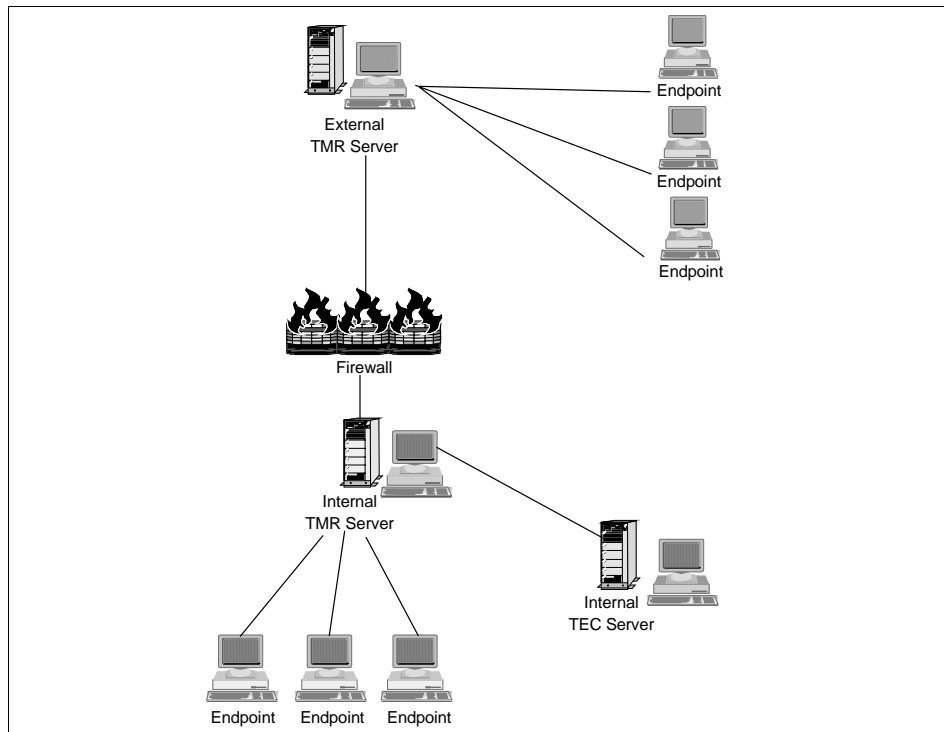 Endpoint
External
TMR Server
Endpoint
Endpoint
Firewall
Internal
TMR Server
Internal
TEC Server
Endpoint
Endpoint
Endpoint